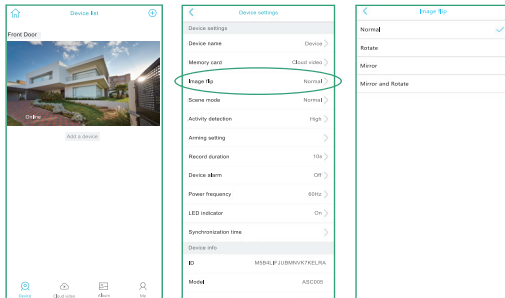 Device list
Front Door
Online
Add a device
Device
Cloud video
Album
Me
Device settings
Device settings
Device name Device
Memory card Cloud video
Image flip Normal
Scene mode Normal
Activity detection High
Arming setting
Record duration 10s
Device alarm Off
Power frequency 60Hz
LED indicator On
Synchronization time
Device info
ID
Model ASC005
Image flip
Normal
Rotate
Mirror
Mirror and Rotate